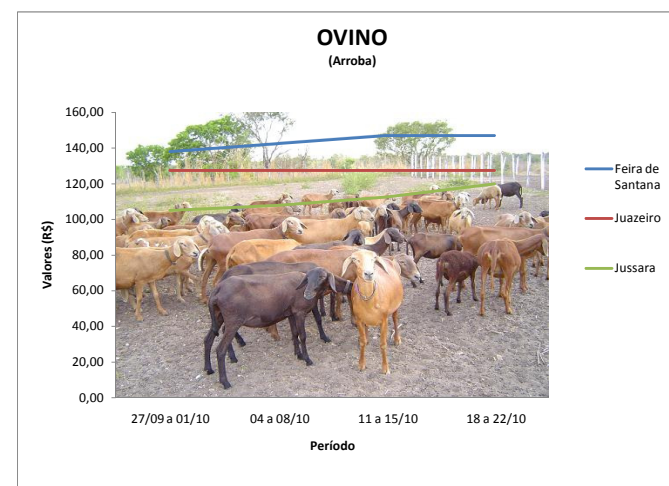 OVINO
(Arroba)
Valores (R$)
160,00
140,00
120,00
100,00
80,00
60,00
40,00
20,00
0,00
27/09 a 01/10
04 a 08/10
11 a 15/10
18 a 22/10
Período
Feira de
Santana
Juazeiro
Jussara